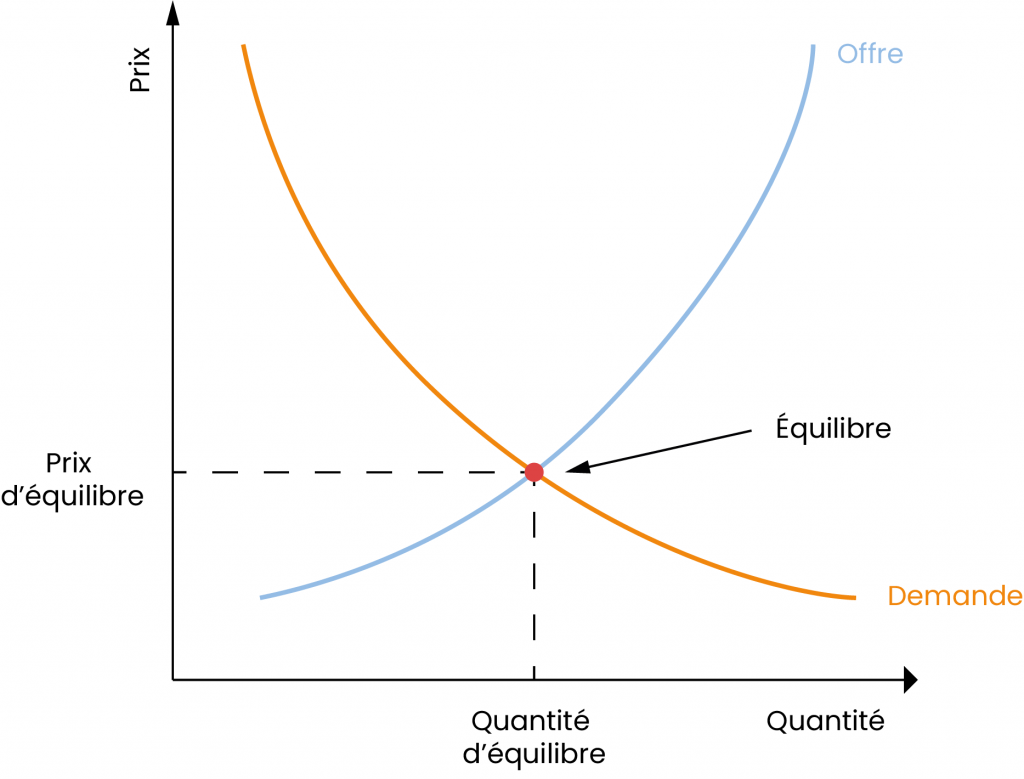 Prix
Offre
Équilibre
Prix
d’équilibre
Demande
Quantité
d’équilibre
Quantité